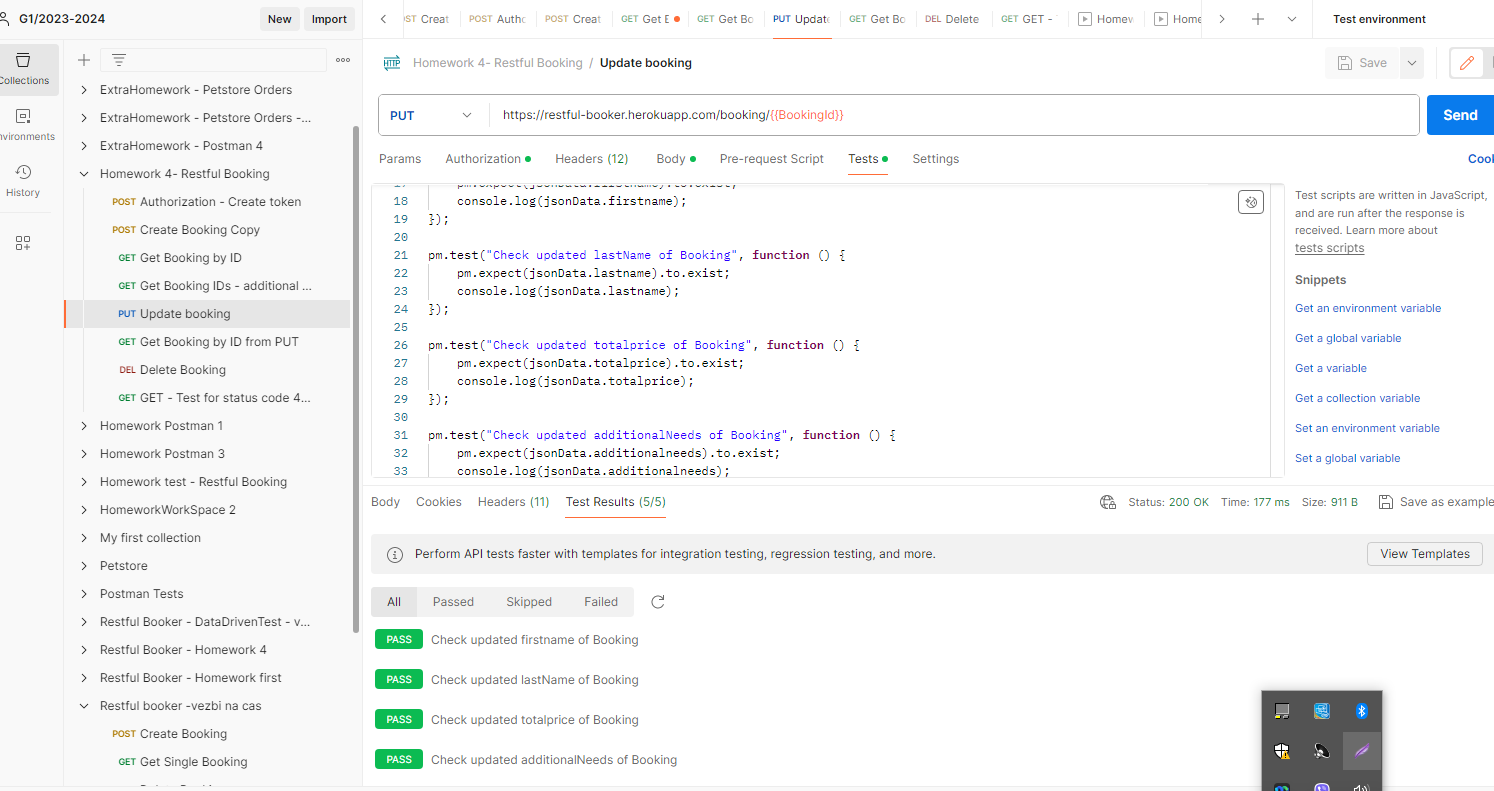 G1/2023-2024
New
Import
POST Creat
POST Autho
POST Creat
GET Get E
GET Get Bo
PUT Update
GET Get Bo
DEL Delete
GET GET -
Homew
Home
Test environment
Collections
Environments
History
ExtraHomework - Petstore Orders
ExtraHomework - Petstore Orders -...
ExtraHomework - Postman 4
Homework 4- Restful Booking
POST Authorization - Create token
POST Create Booking Copy
GET Get Booking by ID
GET Get Booking IDs - additional ...
PUT Update booking
GET Get Booking by ID from PUT
DEL Delete Booking
GET GET - Test for status code 4...
Homework Postman 1
Homework Postman 3
Homework test - Restful Booking
HomeworkWorkSpace 2
My first collection
Petstore
Postman Tests
Restful Booker - DataDrivenTest - v...
Restful Booker - Homework 4
Restful Booker - Homework first
Restful booker -vezbi na cas
POST Create Booking
GET Get Single Booking
HTTP Homework 4- Restful Booking / Update booking
Save
PUT
https://restful-booker.herokuapp.com/booking/{{BookingId}}
Send
Params
Authorization
Headers (12)
Body
Pre-request Script
Tests
Settings
Cook
17 pm.expect(jsonData.firstname).to.exist;
18 console.log(jsonData.firstname);
19 });
20
21 pm.test("Check updated lastName of Booking", function () {
22 pm.expect(jsonData.lastname).to.exist;
23 console.log(jsonData.lastname);
24 });
25
26 pm.test("Check updated totalprice of Booking", function () {
27 pm.expect(jsonData.totalprice).to.exist;
28 console.log(jsonData.totalprice);
29 });
30
31 pm.test("Check updated additionalNeeds of Booking", function () {
32 pm.expect(jsonData.additionalneeds).to.exist;
33 console.log(jsonData.additionalneeds);
Test scripts are written in JavaScript,
and are run after the response is
received. Learn more about
tests scripts
Snippets
Get an environment variable
Get a global variable
Get a variable
Get a collection variable
Set an environment variable
Set a global variable
Body
Cookies
Headers (11)
Test Results (5/5)
Status: 200 OK
Time: 177 ms
Size: 911 B
Save as example
Perform API tests faster with templates for integration testing, regression testing, and more.
View Templates
All
Passed
Skipped
Failed
PASS Check updated firstname of Booking
PASS Check updated lastName of Booking
PASS Check updated totalprice of Booking
PASS Check updated additionalNeeds of Booking